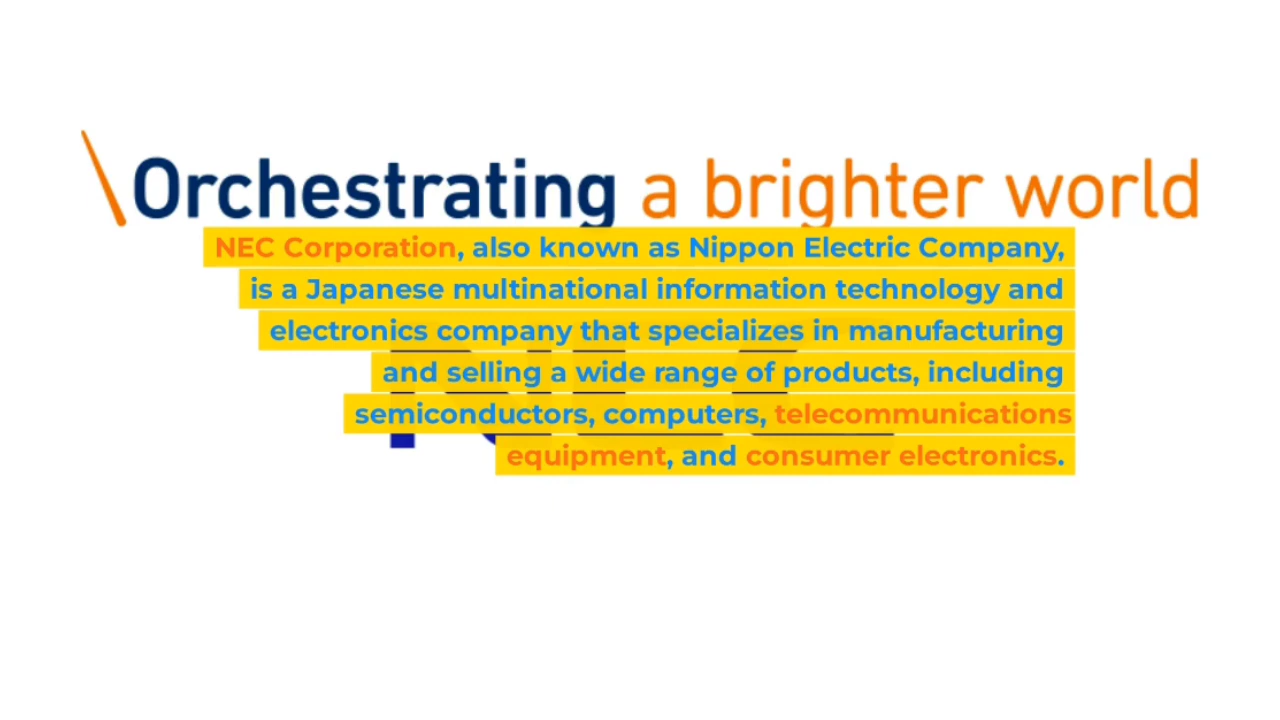 \Orchestrating a brighter world
NEC Corporation, also known as Nippon Electric Company,
is a Japanese multinational information technology and
electronics company that specializes in manufacturing
and selling a wide range of products, including
semiconductors, computers, telecommunications
equipment, and consumer electronics.